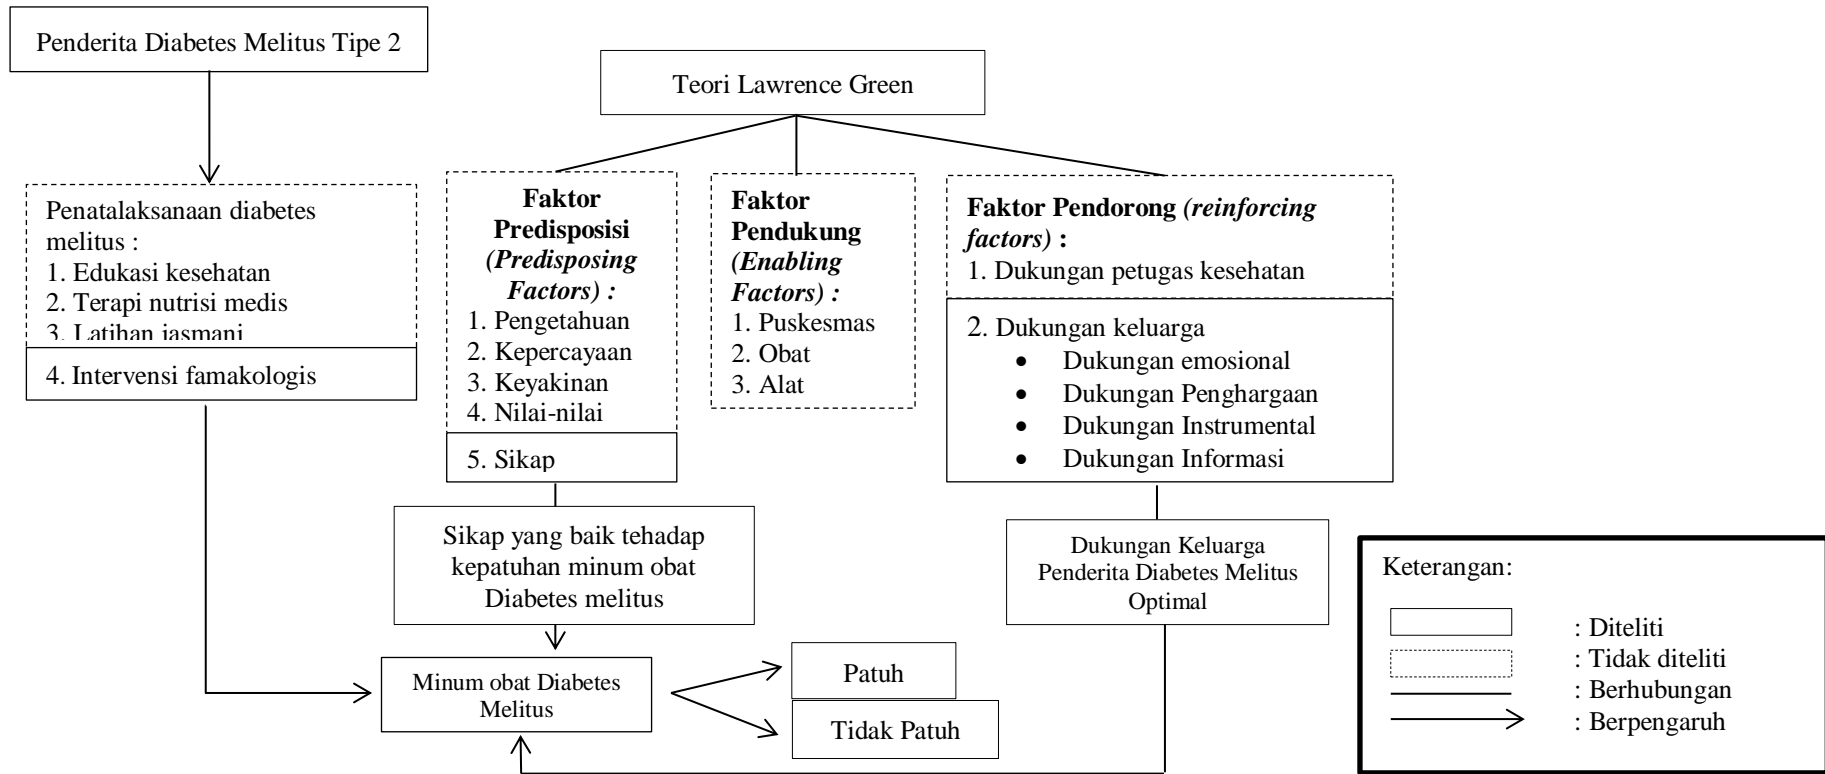 Penderita Diabetes Melitus Tipe 2
Teori Lawrence Green
Penatalaksanaan diabetes
melitus :
1. Edukasi kesehatan
2. Terapi nutrisi medis
3. Latihan jasmani
4. Intervensi famakologis
Faktor
Predisposisi
(Predisposing
Factors) :
1. Pengetahuan
2. Kepercayaan
3. Keyakinan
4. Nilai-nilai
5. Sikap
Faktor
Pendukung
(Enabling
Factors) :
1. Puskesmas
2. Obat
3. Alat
Faktor Pendorong (reinforcing
factors) :
1. Dukungan petugas kesehatan
2. Dukungan keluarga
• Dukungan emosional
• Dukungan Penghargaan
• Dukungan Instrumental
• Dukungan Informasi
Sikap yang baik tehadap
kepatuhan minum obat
Diabetes melitus
Dukungan Keluarga
Penderita Diabetes Melitus
Optimal
Minum obat Diabetes
Melitus
Patuh
Tidak Patuh
Keterangan:
: Diteliti
: Tidak diteliti
: Berhubungan
: Berpengaruh